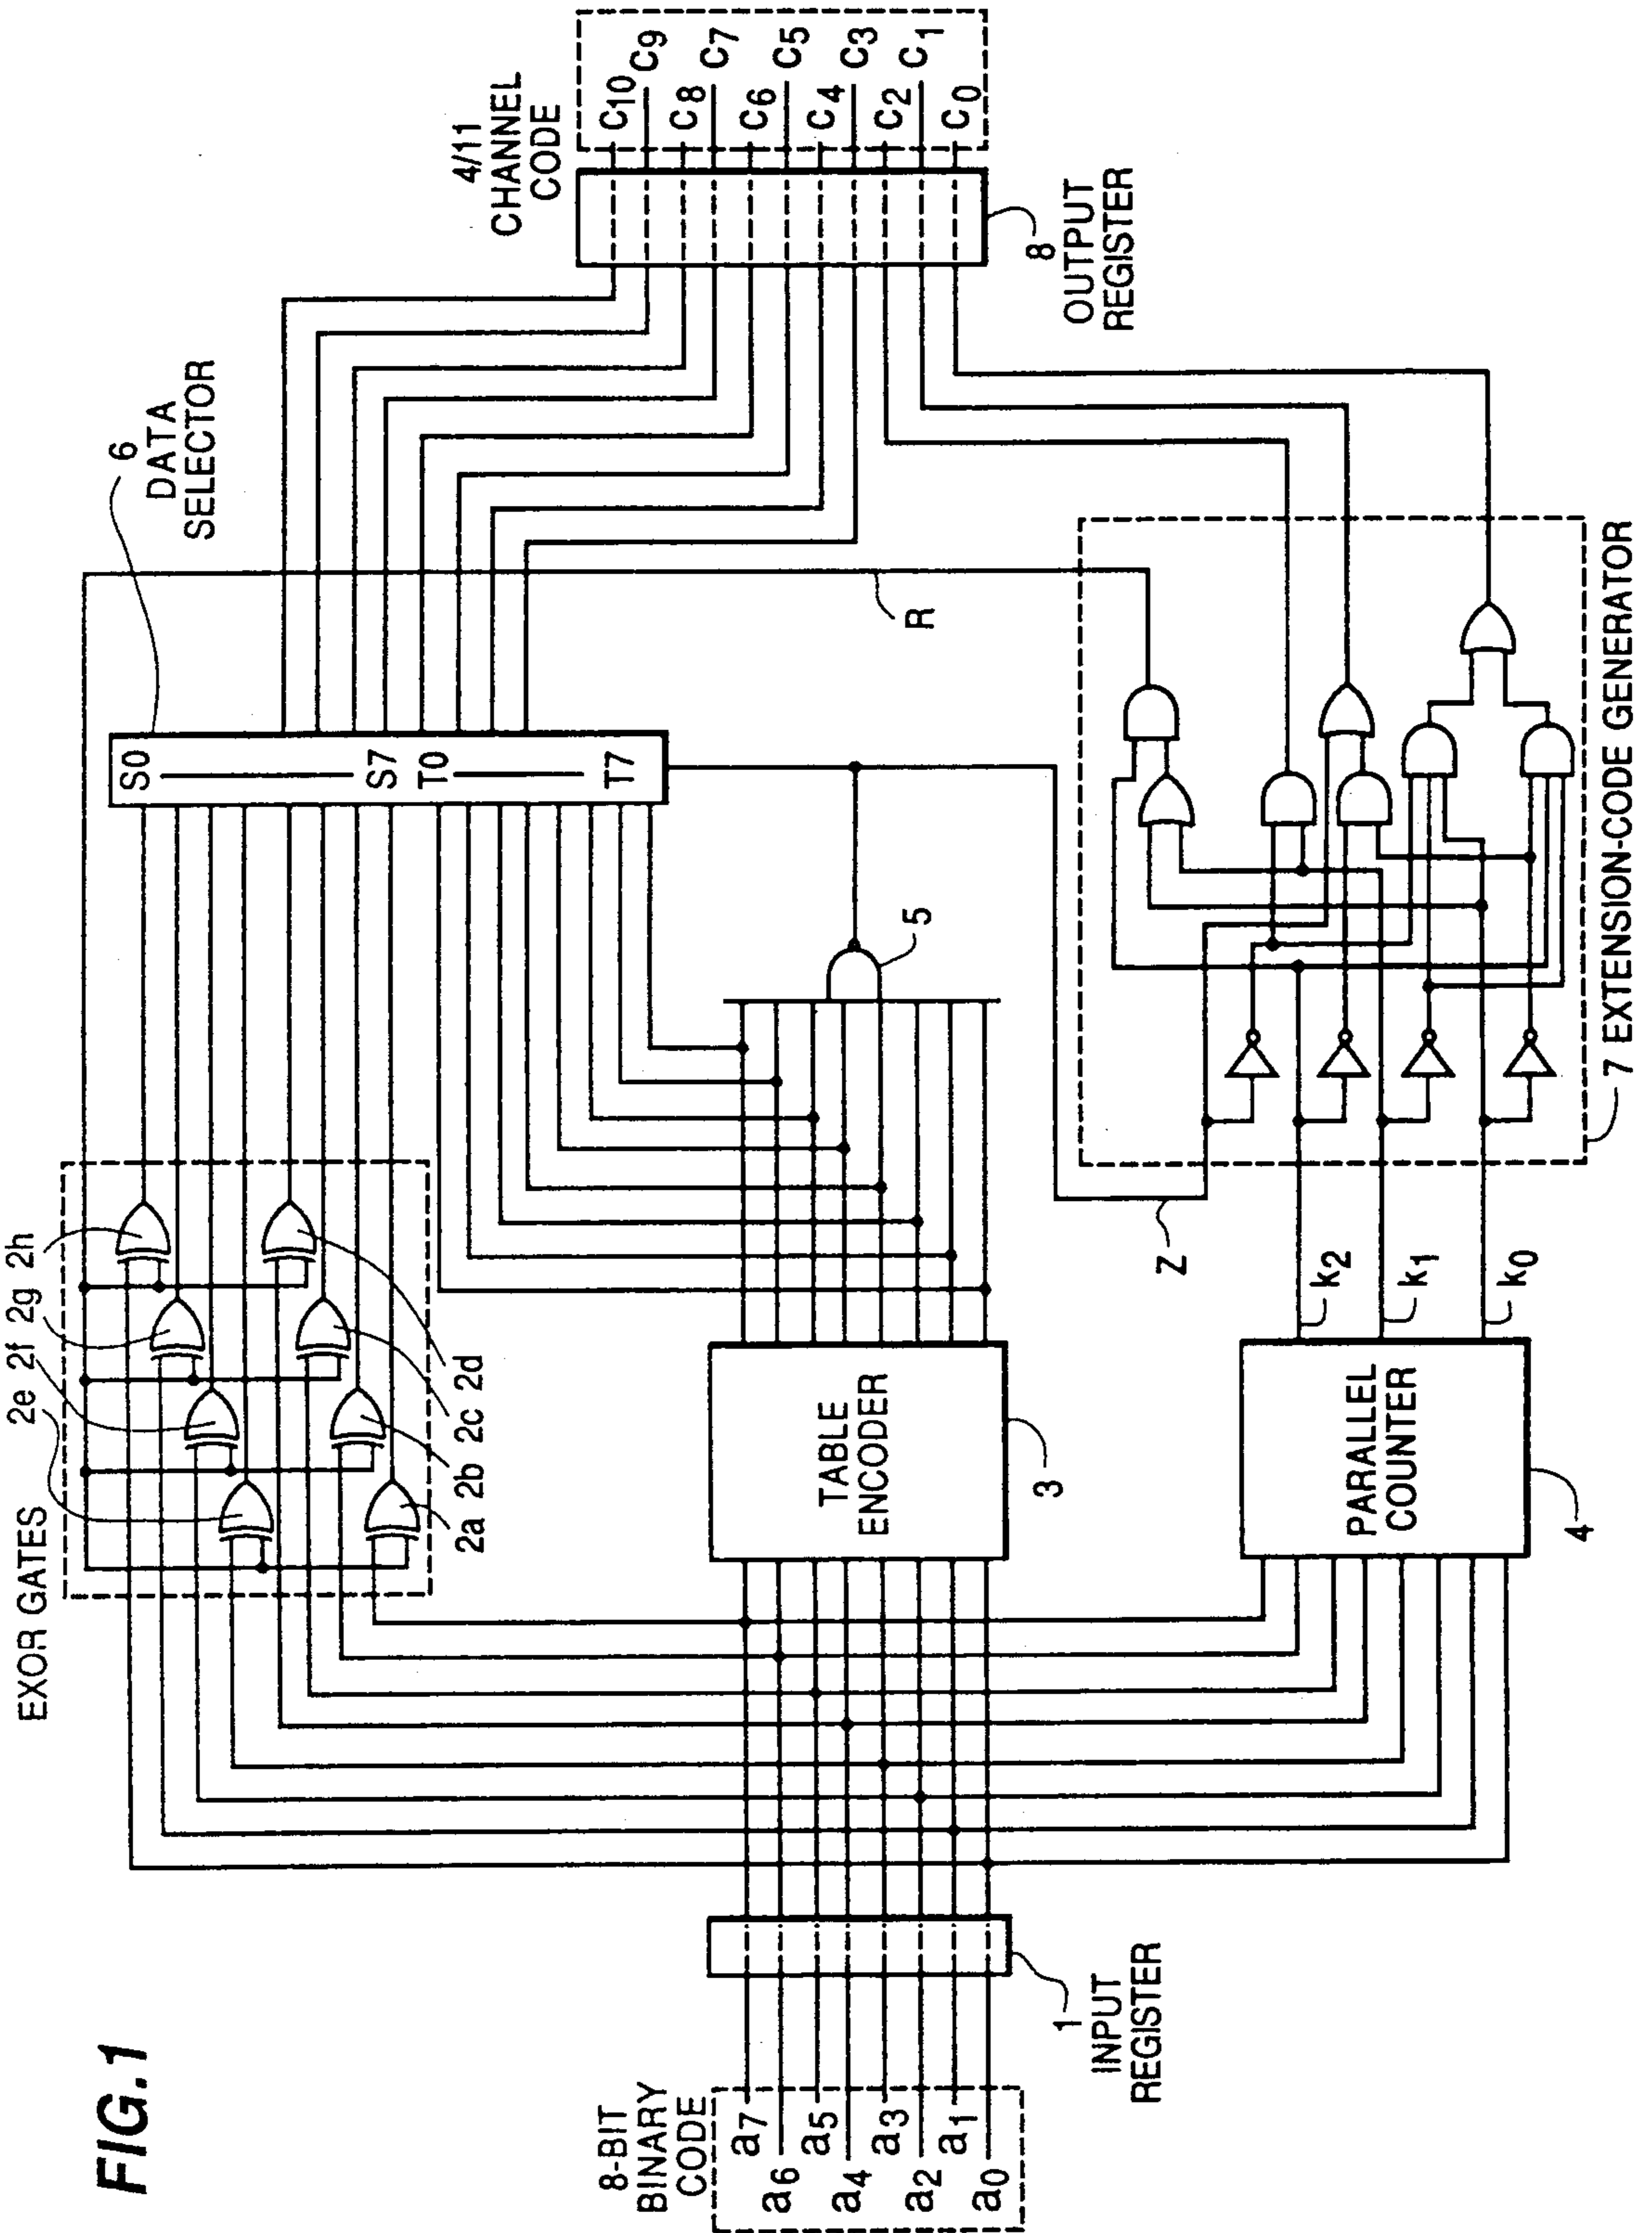 FIG.1
8-BIT
BINARY
CODE
a7
a6
a5
a4
a3
a2
a1
a0
1
INPUT
REGISTER
EXOR GATES
2e
2f
2g
2h
2a
2b
2c
2d
TABLE
ENCODER
3
PARALLEL
COUNTER
4
k2
k1
k0
Z
5
S0
S7
T0
T7
6
DATA
SELECTOR
R
7 EXTENSION-CODE GENERATOR
4/11
CHANNEL
CODE
C10
C9
C8
C7
C6
C5
C4
C3
C2
C1
C0
8
OUTPUT
REGISTER